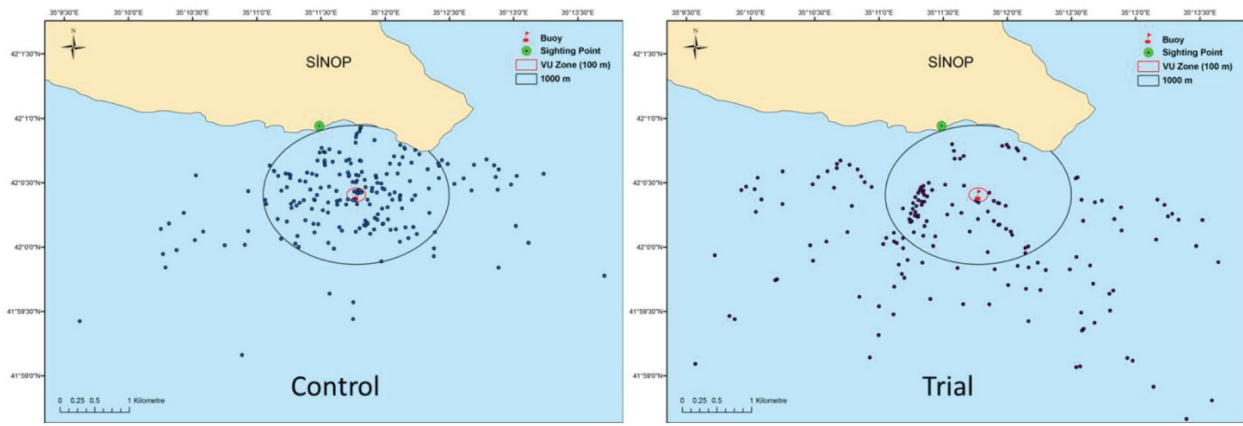 35°9'30"E 35°10'0"E 35°10'30"E 35°11'0"E 35°11'30"E 35°12'0"E 35°12'30"E 35°13'0"E 35°13'30"E
N
42°1'30"N
42°1'0"N
42°0'30"N
42°0'0"N
41°59'30"N
41°59'0"N
SİNOP
Buoy
Sighting Point
VU Zone (100 m)
1000 m
Control
0 0.25 0.5 1 Kilometre
35°9'30"E 35°10'0"E 35°10'30"E 35°11'0"E 35°11'30"E 35°12'0"E 35°12'30"E 35°13'0"E 35°13'30"E
N
42°1'30"N
42°1'0"N
42°0'30"N
42°0'0"N
41°59'30"N
41°59'0"N
SİNOP
Buoy
Sighting Point
VU Zone (100 m)
1000 m
Trial
0 0.25 0.5 1 Kilometre